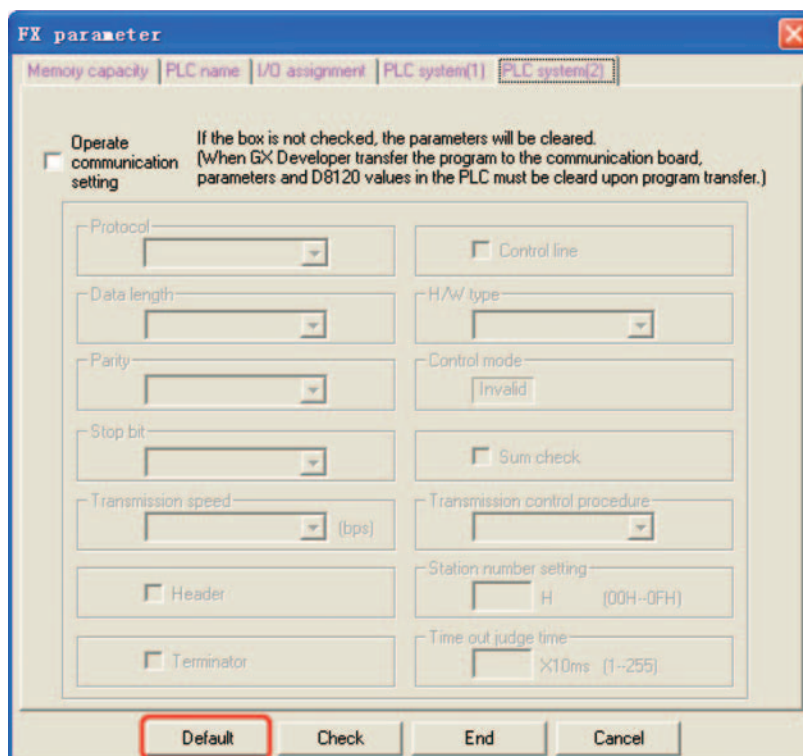 FX parameter
Memory capacity PLC name I/O assignment PLC system(1) PLC system(2)
Operate communication setting
If the box is not checked, the parameters will be cleared.
(When GX Developer transfer the program to the communication board,
parameters and D8120 values in the PLC must be cleard upon program transfer.)
Protocol
Control line
Data length
H/W type
Parity
Control mode
Invalid
Stop bit
Sum check
Transmission speed
(bps)
Transmission control procedure
Header
Station number setting
H (00H--0FH)
Terminator
Time out judge time
X10ms (1--255)
Default Check End Cancel